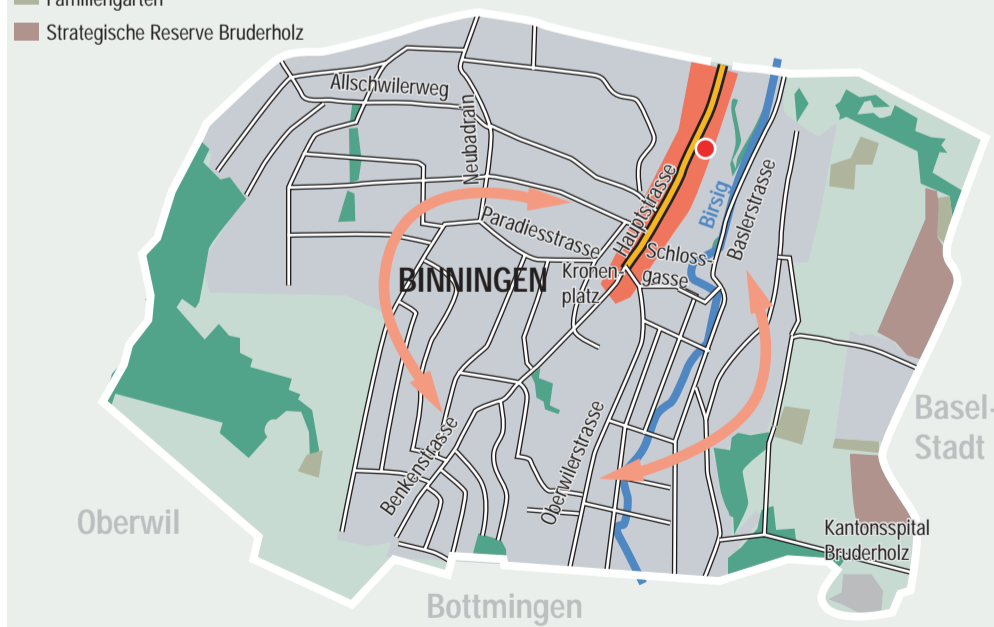 Familiengärten
Strategische Reserve Bruderholz
Allschwilerweg
Neubadrain
Paradiesstrasse
Hauptstrasse
Birsig
Baslerstrasse
Schloss-
gasse
Kronen-
platz
BINNINGEN
Benkenstrasse
Oberwilerstrasse
Basel-
Stadt
Oberwil
Kantonsspital
Bruderholz
Bottmingen